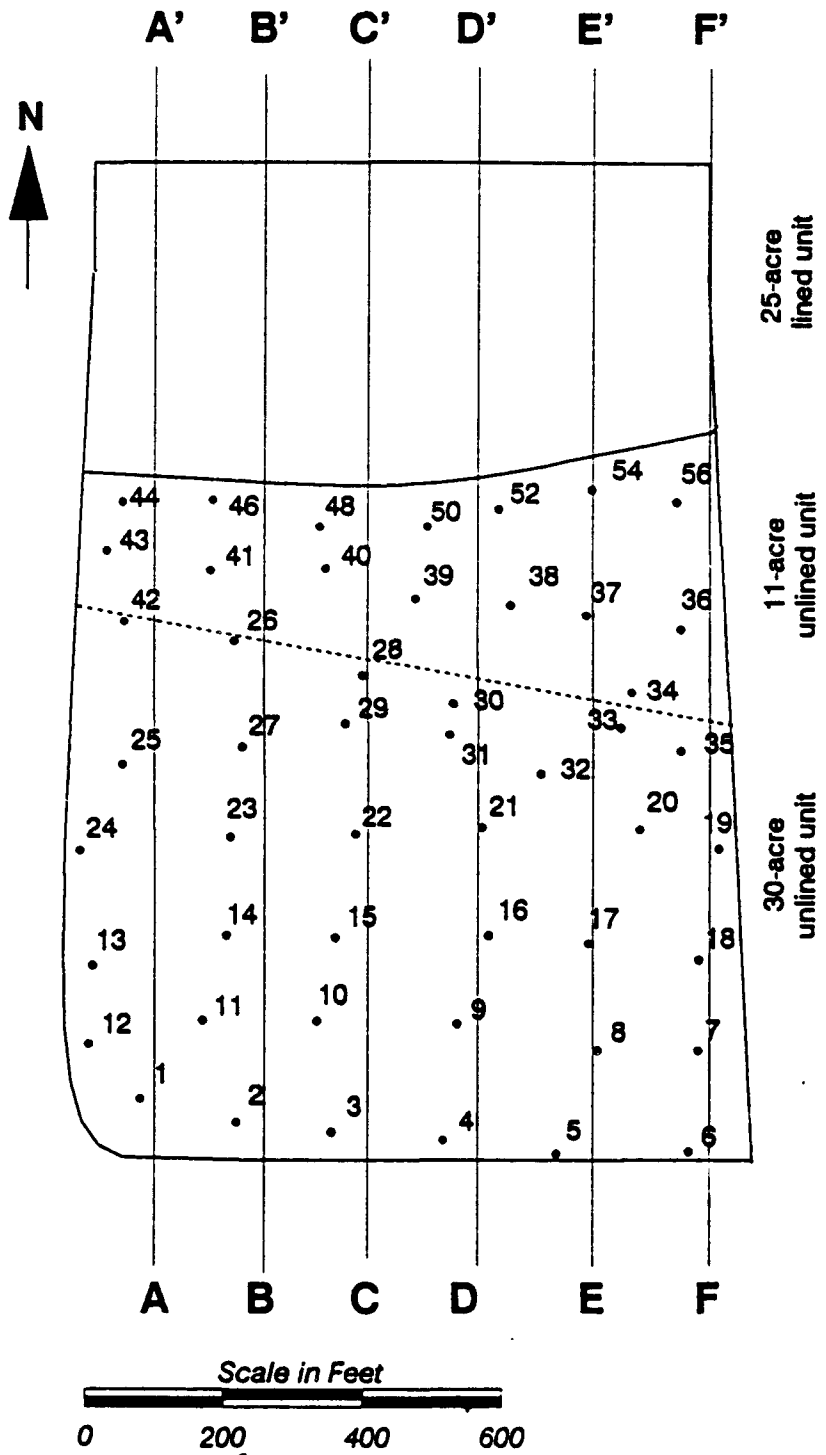 A' B' C' D' E' F'
N
25-acre
lined unit
54
56
44 46 48 50 52
43
41 40
39 38 37
11-acre
unlined unit
42
26
36
28
34
30
29
33
27
25
31
35
32
23 22 21 20
24
19
30-acre
unlined unit
14 15 16 17
18
13
11 10 9
12
8 7
1
2 3 4 5 6
A B C D E F
Scale in Feet
0 200 400 600